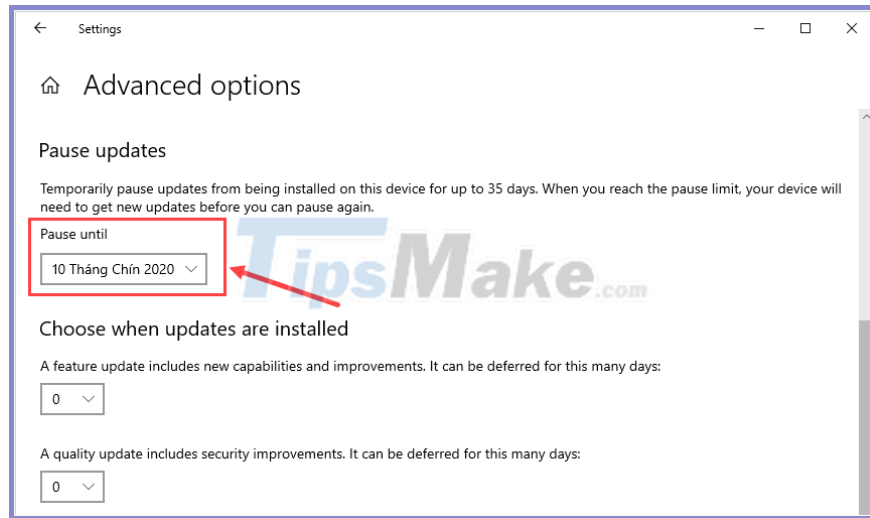 Settings
Advanced options
Pause updates
Temporarily pause updates from being installed on this device for up to 35 days. When you reach the pause limit, your device will
need to get new updates before you can pause again.
Pause until
10 Tháng Chín 2020
TipsMake.com
Choose when updates are installed
A feature update includes new capabilities and improvements. It can be deferred for this many days:
0
A quality update includes security improvements. It can be deferred for this many days:
0